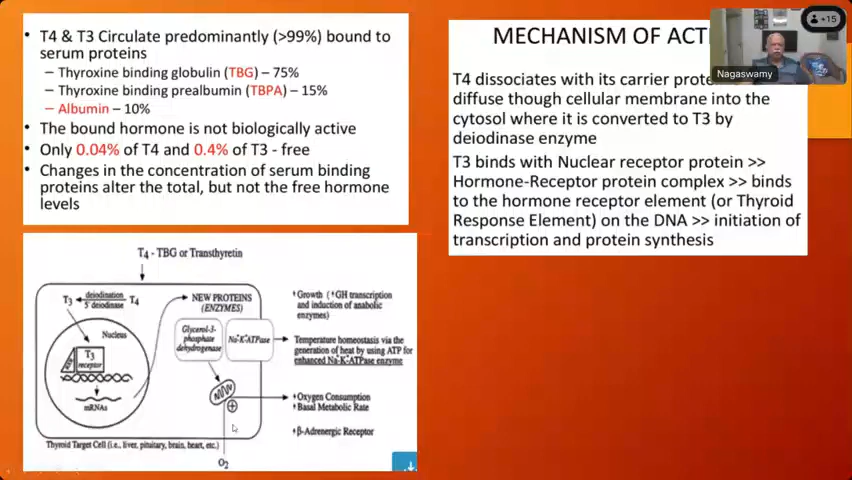 • T4 & T3 Circulate predominantly (>99%) bound to
serum proteins
– Thyroxine binding globulin (TBG) – 75%
– Thyroxine binding prealbumin (TBPA) – 15%
– Albumin – 10%
• The bound hormone is not biologically active
• Only 0.04% of T4 and 0.4% of T3 - free
• Changes in the concentration of serum binding
proteins alter the total, but not the free hormone
levels
T4 - TBG or Transthyretin
T3
deiodination
5' deiodinase
T4
Nucleus
T3
receptor
mRNAs
NEW PROTEINS
(ENZYMES)
Glycerol-3-
phosphate
dehydrogenase
Na+K+ATPase
O2
Thyroid Target Cell (i.e., liver, pituitary, brain, heart, etc.)
↑Growth (↑GH transcription
and induction of anabolic
enzymes)
Temperature homeostasis via the
generation of heat by using ATP for
enhanced Na+K+ATPase enzyme
↑Oxygen Consumption
↑Basal Metabolic Rate
↑β-Adrenergic Receptor
MECHANISM OF ACT
T4 dissociates with its carrier prote
diffuse though cellular membrane into the
cytosol where it is converted to T3 by
deiodinase enzyme
T3 binds with Nuclear receptor protein >>
Hormone-Receptor protein complex >> binds
to the hormone receptor element (or Thyroid
Response Element) on the DNA >> initiation of
transcription and protein synthesis
+15
Nagaswamy